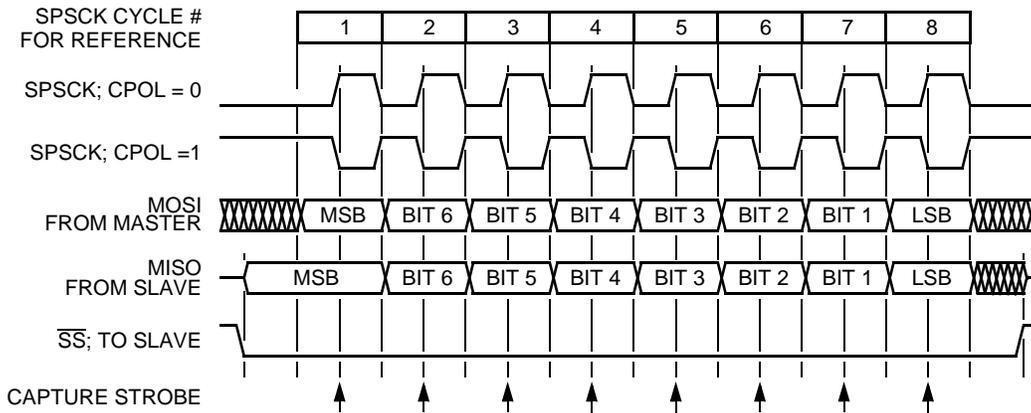 SPSCK CYCLE #
FOR REFERENCE
1 2 3 4 5 6 7 8
SPSCK; CPOL = 0
SPSCK; CPOL =1
MOSI
FROM MASTER
MSB BIT 6 BIT 5 BIT 4 BIT 3 BIT 2 BIT 1 LSB
MISO
FROM SLAVE
MSB BIT 6 BIT 5 BIT 4 BIT 3 BIT 2 BIT 1 LSB
SS; TO SLAVE
CAPTURE STROBE